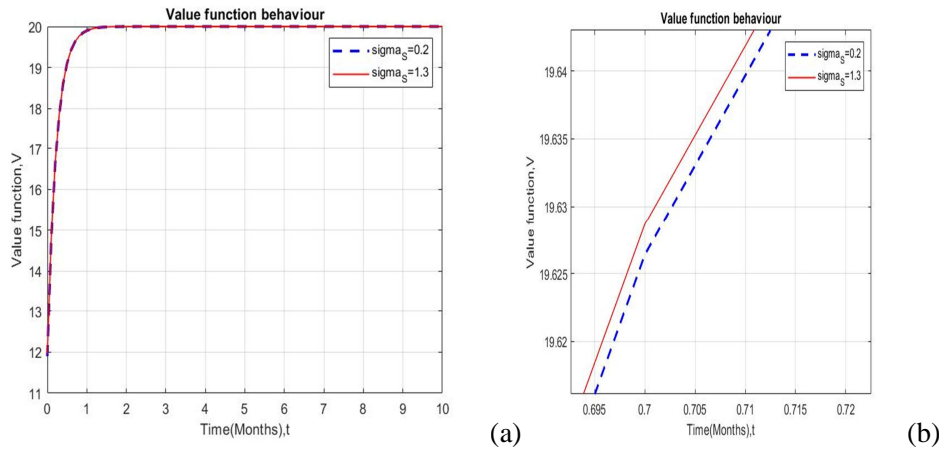 Value function behaviour
Value function,V
20
19
18
17
16
15
14
13
12
11
0 1 2 3 4 5 6 7 8 9 10
Time(Months),t
sigma_S=0.2
sigma_S=1.3
(a)
Value function behaviour
Value function,V
19.64
19.635
19.63
19.625
19.62
0.695 0.7 0.705 0.71 0.715 0.72
Time(Months),t
sigma_S=0.2
sigma_S=1.3
(b)